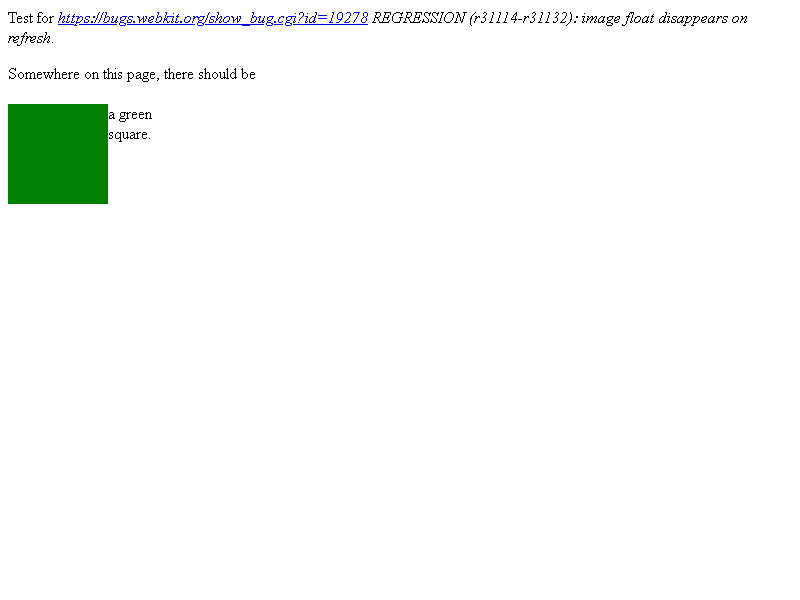 Test for https://bugs.webkit.org/show_bug.cgi?id=19278 REGRESSION (r31114-r31132): image float disappears on
refresh.
Somewhere on this page, there should be
a green
square.